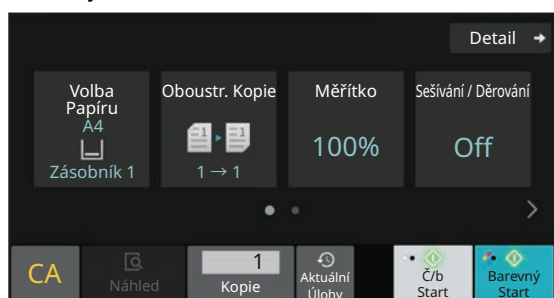 Detail
Volba
Papíru
A4
Zásobník 1
Oboustr. Kopie
1 → 1
Měřítko
100%
Sešívání / Děrování
Off
CA
Náhled
1
Kopie
Aktuální
Úlohy
Č/b
Start
Barevný
Start